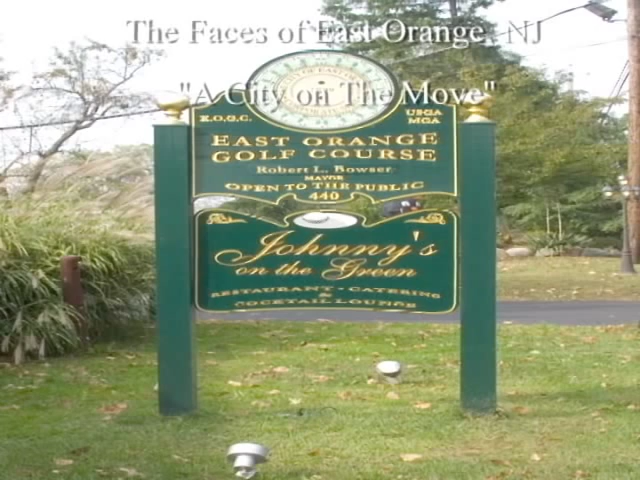 The Faces of East Orange, NJ
"A City on The Move"
E.O.G.C.
USGA
MGA
EAST ORANGE
GOLF COURSE
Robert L. Bowser
MAYOR
OPEN TO THE PUBLIC
440
Johnny's
on the Green
RESTAURANT - CATERING
&
COCKTAIL LOUNGE